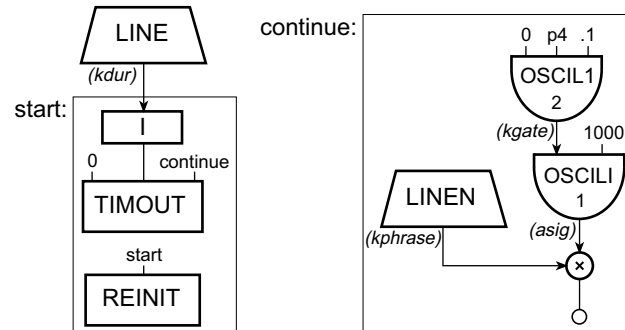 LINE
(kdur)
start:
I
0 continue
TIMOUT
start
REINIT
continue:
0 p4 .1
OSCIL1
2
(kgate)
1000
OSCILI
1
LINEN
(kphrase)
(asig)
×